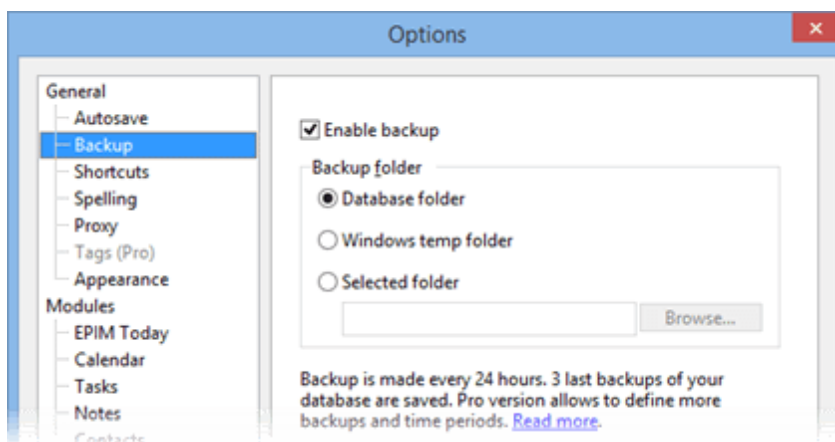 Options
General
Autosave
Backup
Shortcuts
Spelling
Proxy
Tags (Pro)
Appearance
Modules
EPIM Today
Calendar
Tasks
Notes
Contacts
Enable backup
Backup folder
Database folder
Windows temp folder
Selected folder
Browse...
Backup is made every 24 hours. 3 last backups of your
database are saved. Pro version allows to define more
backups and time periods. Read more.